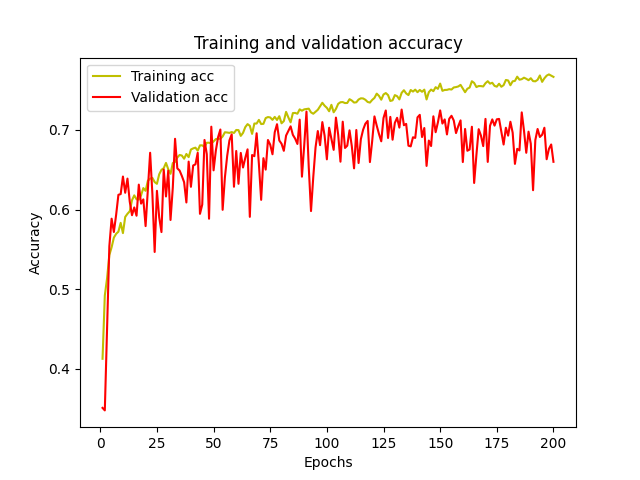 Training and validation accuracy
Training acc
Validation acc
0.7
0.6
0.5
0.4
Accuracy
0 25 50 75 100 125 150 175 200
Epochs